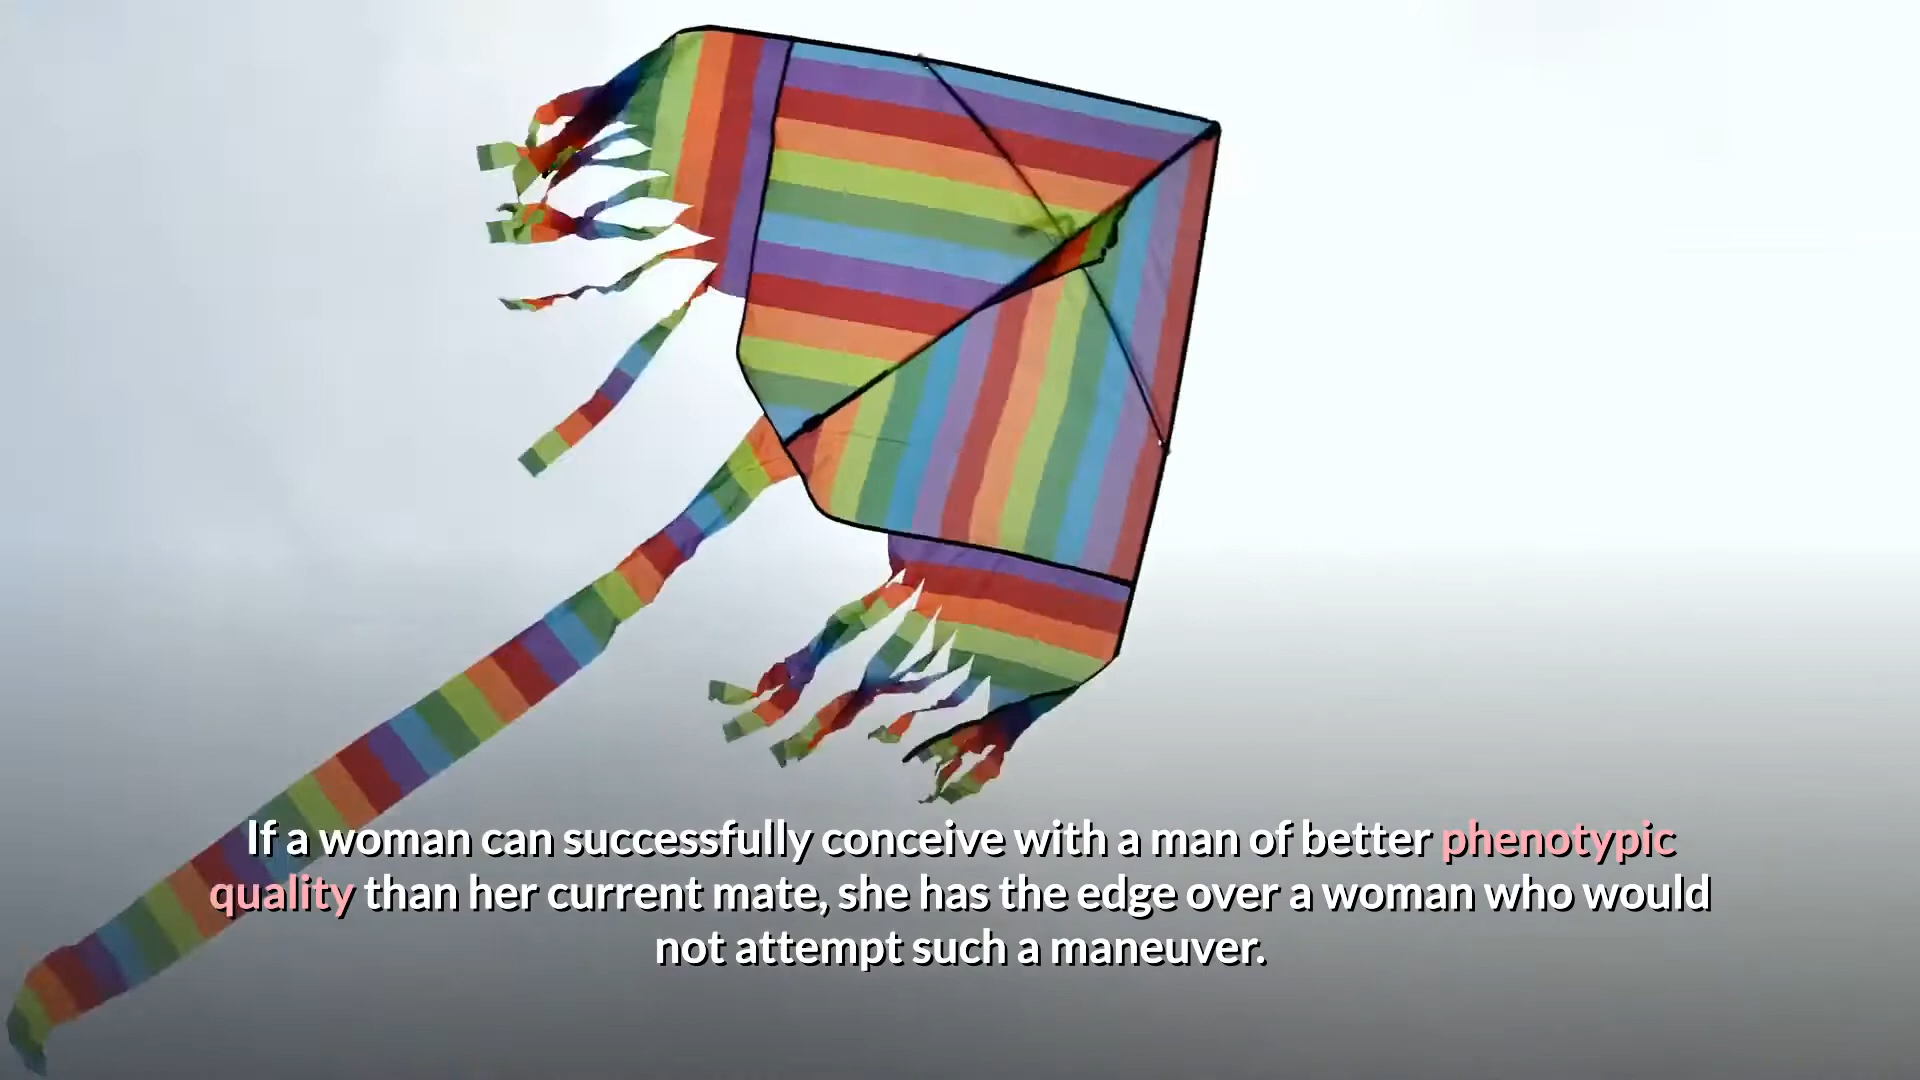 If a woman can successfully conceive with a man of better phenotypic
quality than her current mate, she has the edge over a woman who would
not attempt such a maneuver.